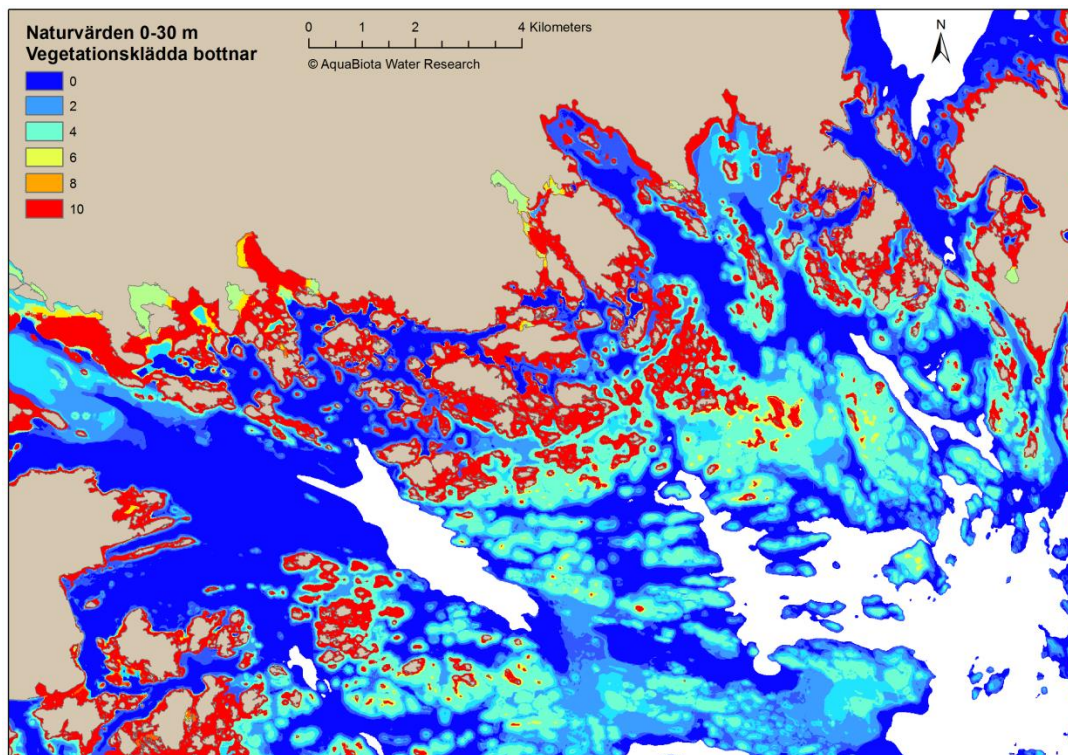 Naturvärden 0-30 m
Vegetationsklädda bottnar
0
2
4
6
8
10
0 1 2 4 Kilometers
© AquaBiota Water Research
N